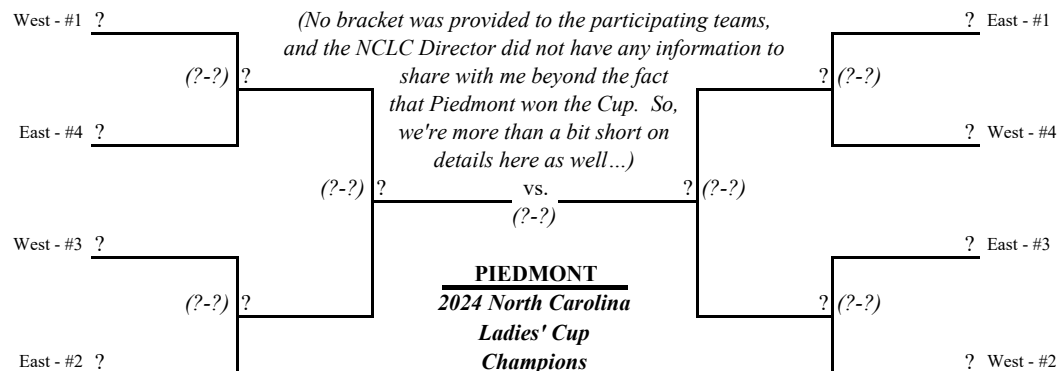 West - #1 ?
(No bracket was provided to the participating teams,
? East - #1
and the NCLC Director did not have any information to
(?-?) ?
share with me beyond the fact
? (?-?)
that Piedmont won the Cup. So,
East - #4 ?
we're more than a bit short on
? West - #4
details here as well…)
(?-?) ?
vs.
? (?-?)
(?-?)
West - #3 ?
? East - #3
PIEDMONT
(?-?) ?
2024 North Carolina
? (?-?)
Ladies' Cup
East - #2 ?
Champions
? West - #2